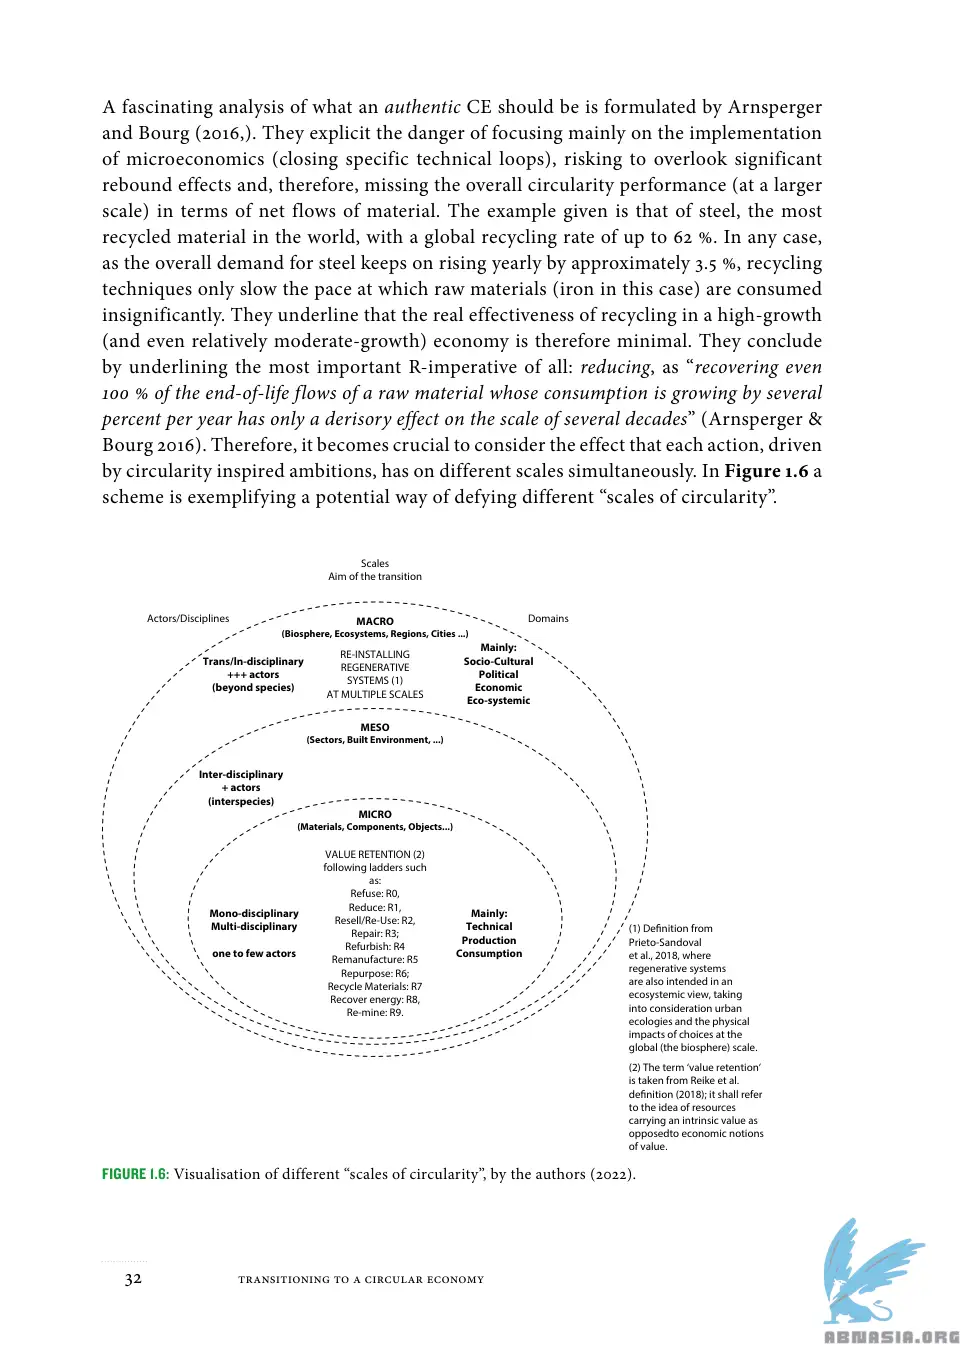 A fascinating analysis of what an authentic CE should be is formulated by Arnsperger
and Bourg (2016,). They explicit the danger of focusing mainly on the implementation
of microeconomics (closing specific technical loops), risking to overlook significant
rebound effects and, therefore, missing the overall circularity performance (at a larger
scale) in terms of net flows of material. The example given is that of steel, the most
recycled material in the world, with a global recycling rate of up to 62 %. In any case,
as the overall demand for steel keeps on rising yearly by approximately 3.5 %, recycling
techniques only slow the pace at which raw materials (iron in this case) are consumed
insignificantly. They underline that the real effectiveness of recycling in a high-growth
(and even relatively moderate-growth) economy is therefore minimal. They conclude
by underlining the most important R-imperative of all: reducing, as “recovering even
100 % of the end-of-life flows of a raw material whose consumption is growing by several
percent per year has only a derisory effect on the scale of several decades” (Arnsperger &
Bourg 2016). Therefore, it becomes crucial to consider the effect that each action, driven
by circularity inspired ambitions, has on different scales simultaneously. In Figure 1.6 a
scheme is exemplifying a potential way of defying different “scales of circularity”.
Scales
Aim of the transition
Actors/Disciplines
Domains
MACRO
(Biosphere, Ecosystems, Regions, Cities ...)
Trans/In-disciplinary
+++ actors
(beyond species)
RE-INSTALLING
REGENERATIVE
SYSTEMS (1)
AT MULTIPLE SCALES
Mainly:
Socio-Cultural
Political
Economic
Eco-systemic
MESO
(Sectors, Built Environment, ...)
Inter-disciplinary
+ actors
(interspecies)
MICRO
(Materials, Components, Objects...)
VALUE RETENTION (2)
following ladders such
as:
Refuse: R0,
Reduce: R1,
Resell/Re-Use: R2,
Repair: R3;
Refurbish: R4
Remanufacture: R5
Repurpose: R6;
Recycle Materials: R7
Recover energy: R8,
Re-mine: R9.
Mono-disciplinary
Multi-disciplinary
one to few actors
Mainly:
Technical
Production
Consumption
(1) Definition from
Prieto-Sandoval
et al., 2018, where
regenerative systems
are also intended in an
ecosystemic view, taking
into consideration urban
ecologies and the physical
impacts of choices at the
global (the biosphere) scale.
(2) The term ‘value retention’
is taken from Reike et al.
definition (2018); it shall refer
to the idea of resources
carrying an intrinsic value as
opposedto economic notions
of value.
FIGURE 1.6: Visualisation of different “scales of circularity”, by the authors (2022).
32
TRANSITIONING TO A CIRCULAR ECONOMY
ABNASIA.ORG